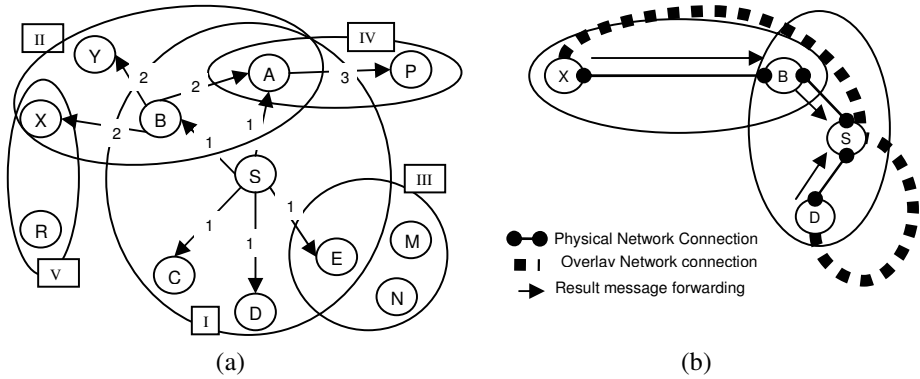 II
Y
IV
2
A
3
P
2
X
2
B
1
1
S
1
III
R
1
1
E
M
V
C
D
N
I
(a)
X
B
S
D
Physical Network Connection
Overlav Network connection
Result message forwarding
(b)